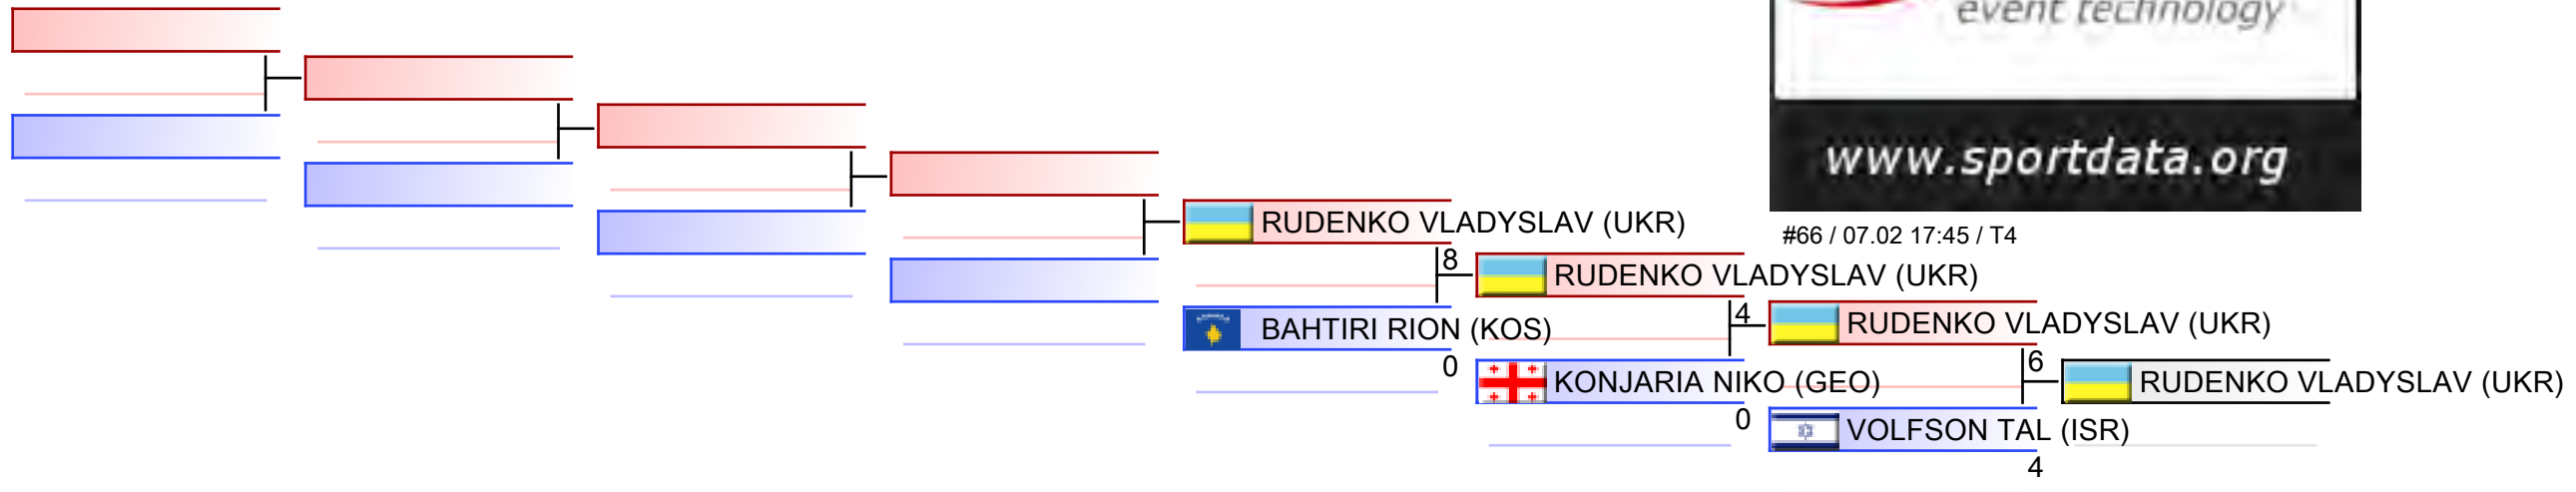 event technology
www.sportdata.org
RUDENKO VLADYSLAV (UKR)
#66 / 07.02 17:45 / T4
8
RUDENKO VLADYSLAV (UKR)
BAHTIRI RION (KOS)
4
RUDENKO VLADYSLAV (UKR)
0
KONJARIA NIKO (GEO)
6
RUDENKO VLADYSLAV (UKR)
0
VOLFSON TAL (ISR)
4